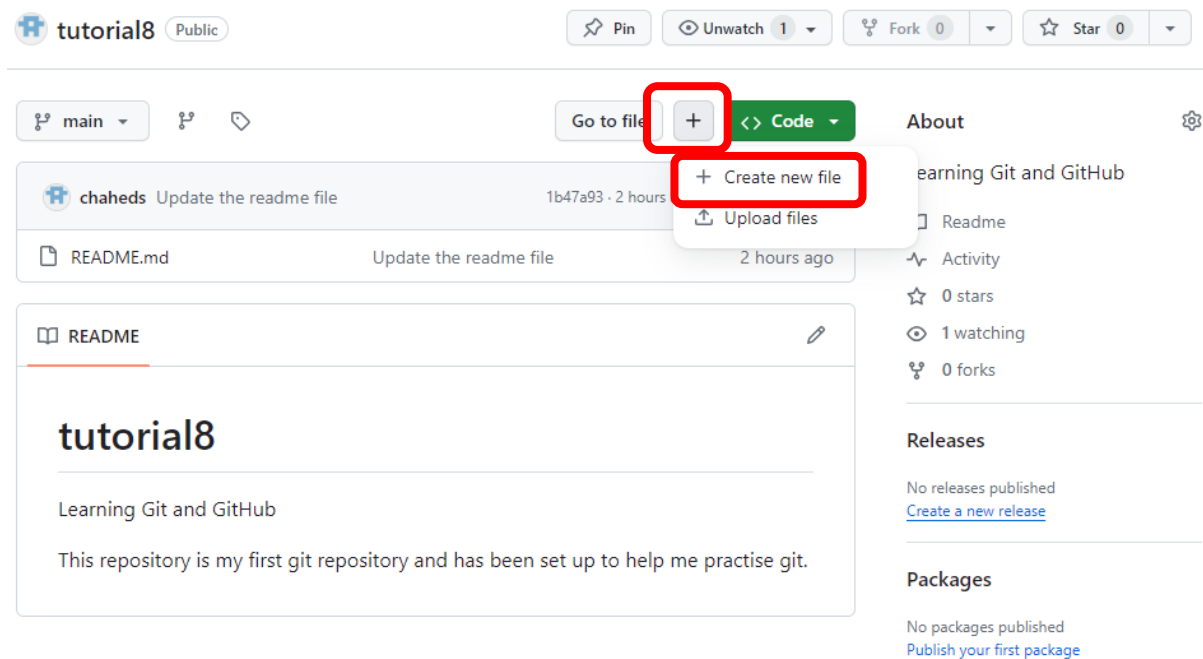 tutorial8 Public Pin Unwatch 1 Fork 0 Star 0
main Go to file + Code
Create new file
Upload files
chaheds Update the readme file 1b47a93 · 2 hours
README.md Update the readme file 2 hours ago
README
tutorial8
Learning Git and GitHub
This repository is my first git repository and has been set up to help me practise git.
About
earning Git and GitHub
Readme
Activity
0 stars
1 watching
0 forks
Releases
No releases published
Create a new release
Packages
No packages published
Publish your first package